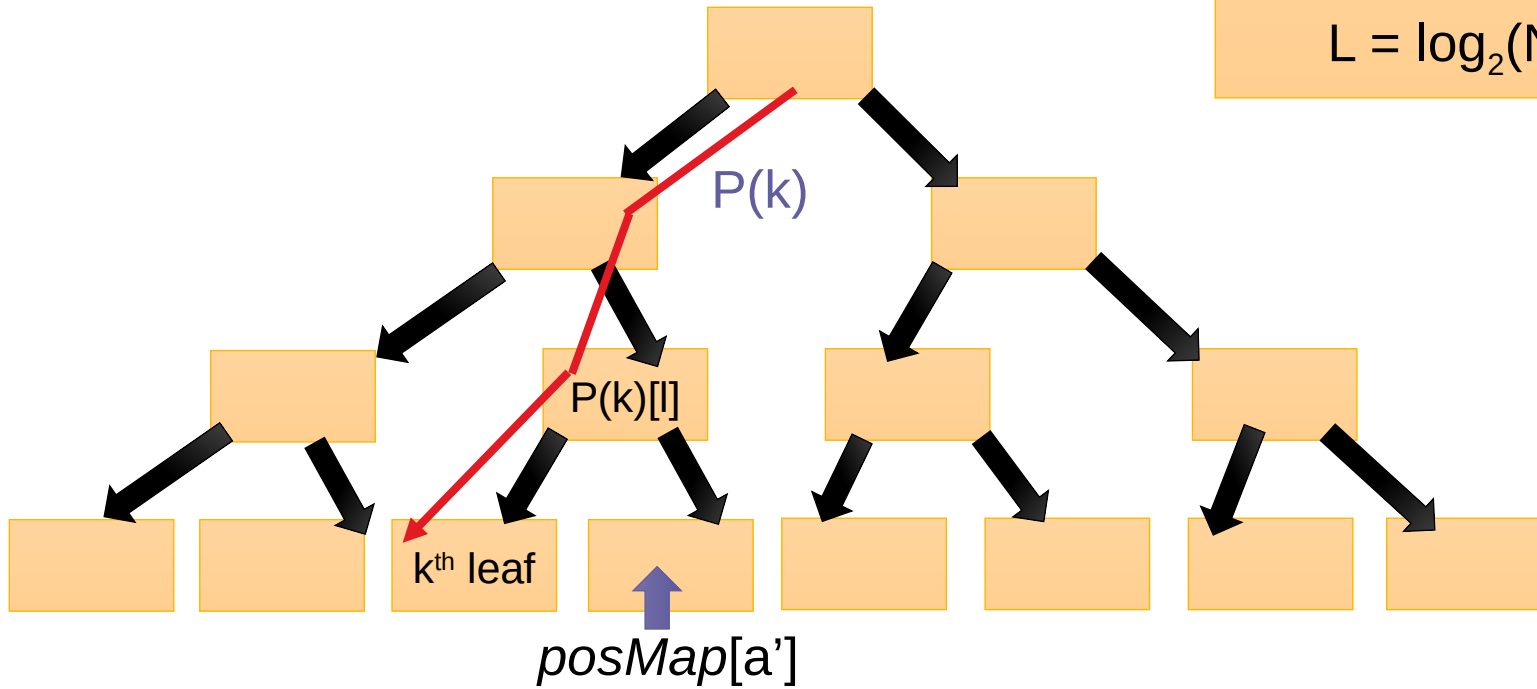 L = log₂(N
P(k)
P(k)[l]
kᵗʰ leaf
posMap[a’]